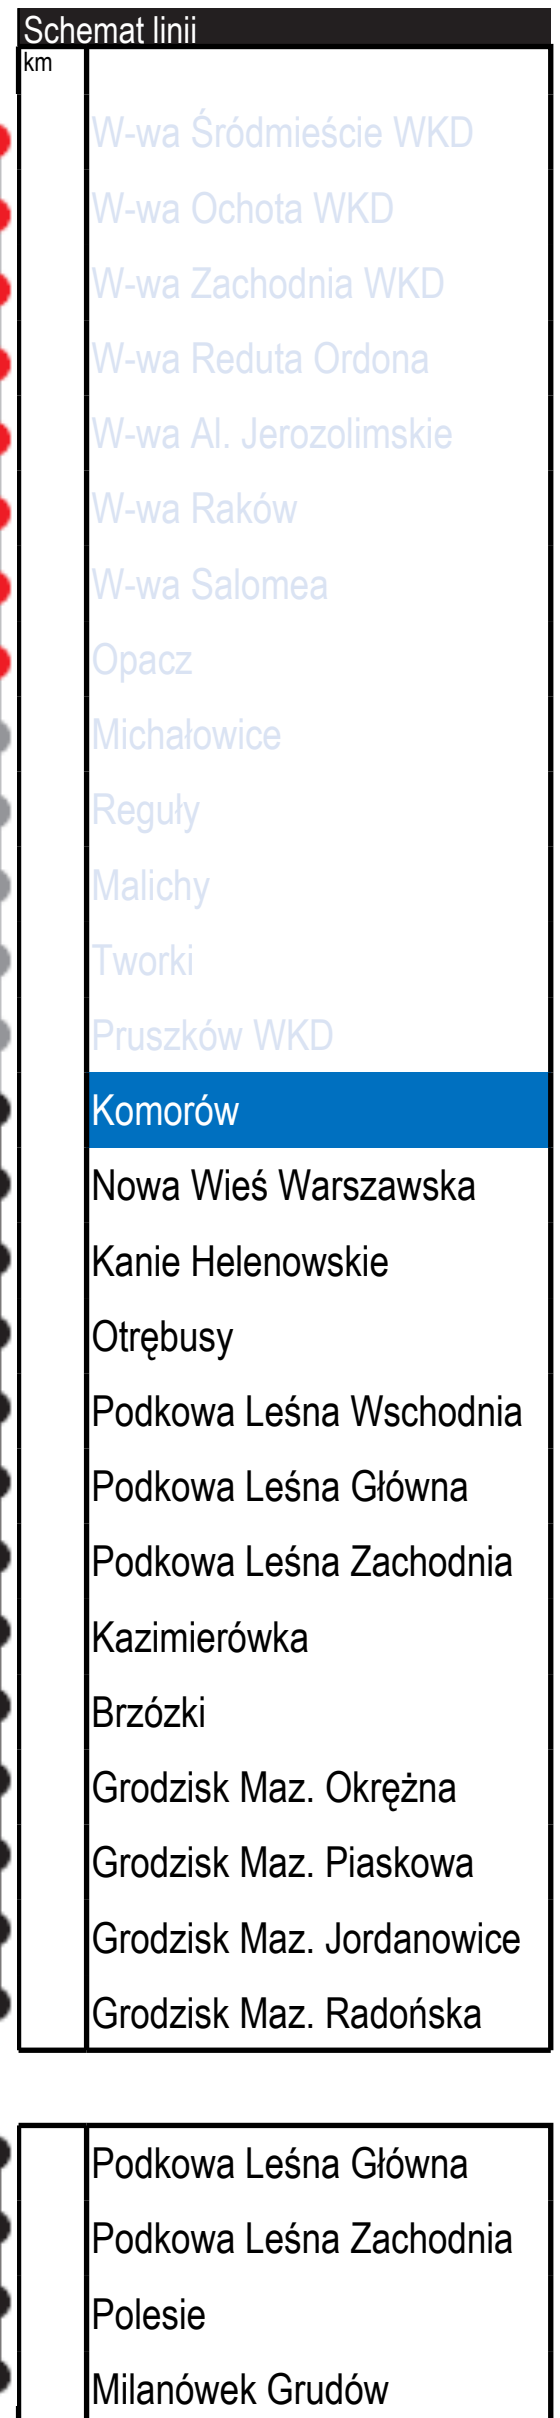 Schemat linii
km
W-wa Śródmieście WKD
W-wa Ochota WKD
W-wa Zachodnia WKD
W-wa Reduta Ordona
W-wa Al. Jerozolimskie
W-wa Raków
W-wa Salomea
Opacz
Michałowice
Reguły
Malichy
Tworki
Pruszków WKD
Komorów
Nowa Wieś Warszawska
Kanie Helenowskie
Otrębusy
Podkowa Leśna Wschodnia
Podkowa Leśna Główna
Podkowa Leśna Zachodnia
Kazimierówka
Brzózki
Grodzisk Maz. Okrężna
Grodzisk Maz. Piaskowa
Grodzisk Maz. Jordanowice
Grodzisk Maz. Radońska
Podkowa Leśna Główna
Podkowa Leśna Zachodnia
Polesie
Milanówek Grudów